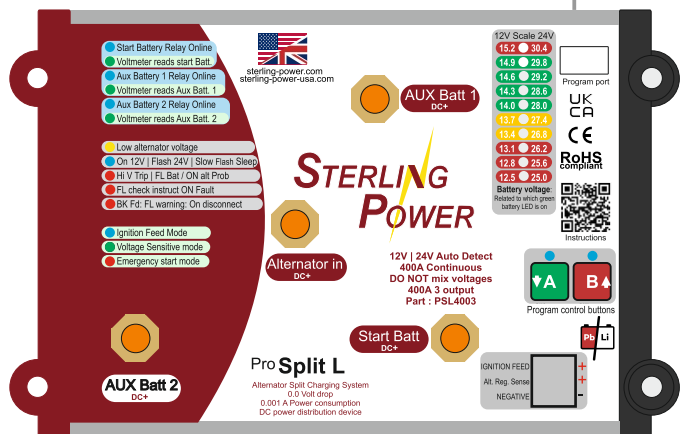 Start Battery Relay Online
Voltmeter reads start Batt.
Aux Battery 1 Relay Online
Voltmeter reads Aux Batt. 1
Aux Battery 2 Relay Online
Voltmeter reads Aux Batt. 2
Low alternator voltage
On 12V | Flash 24V | Slow Flash Sleep
Hi V Trip | FL Bat / ON alt Prob
FL check instruct ON Fault
BK Fd: FL warning: On disconnect
Ignition Feed Mode
Voltage Sensitive mode
Emergency start mode
sterling-power.com
sterling-power-usa.com
AUX Batt 1
DC+
STERLING
POWER
Alternator in
DC+
12V | 24V Auto Detect
400A Continuous
DO NOT mix voltages
400A 3 output
Part : PSL4003
Start Batt
DC+
AUX Batt 2
DC+
Pro Split L
Alternator Split Charging System
0.0 Volt drop
0.001 A Power consumption
DC power distribution device
12V Scale 24V
15.2 30.4
14.9 29.8
14.6 29.2
14.3 28.6
14.0 28.0
13.7 27.4
13.4 26.8
13.1 26.2
12.8 25.6
12.5 25.0
Battery voltage:
Related to which green
battery LED is on
Program port
UK
CA
CE
RoHS
compliant
Instructions
A
B
Program control buttons
Pb Li
IGNITION FEED +
Alt. Reg. Sense +
NEGATIVE -